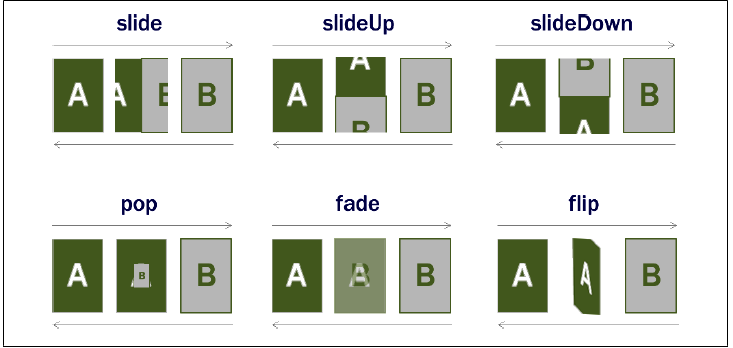 slide
slideUp
slideDown
A A B B
A A B B
A B A B
pop
fade
flip
A B B
A A B B
A A B